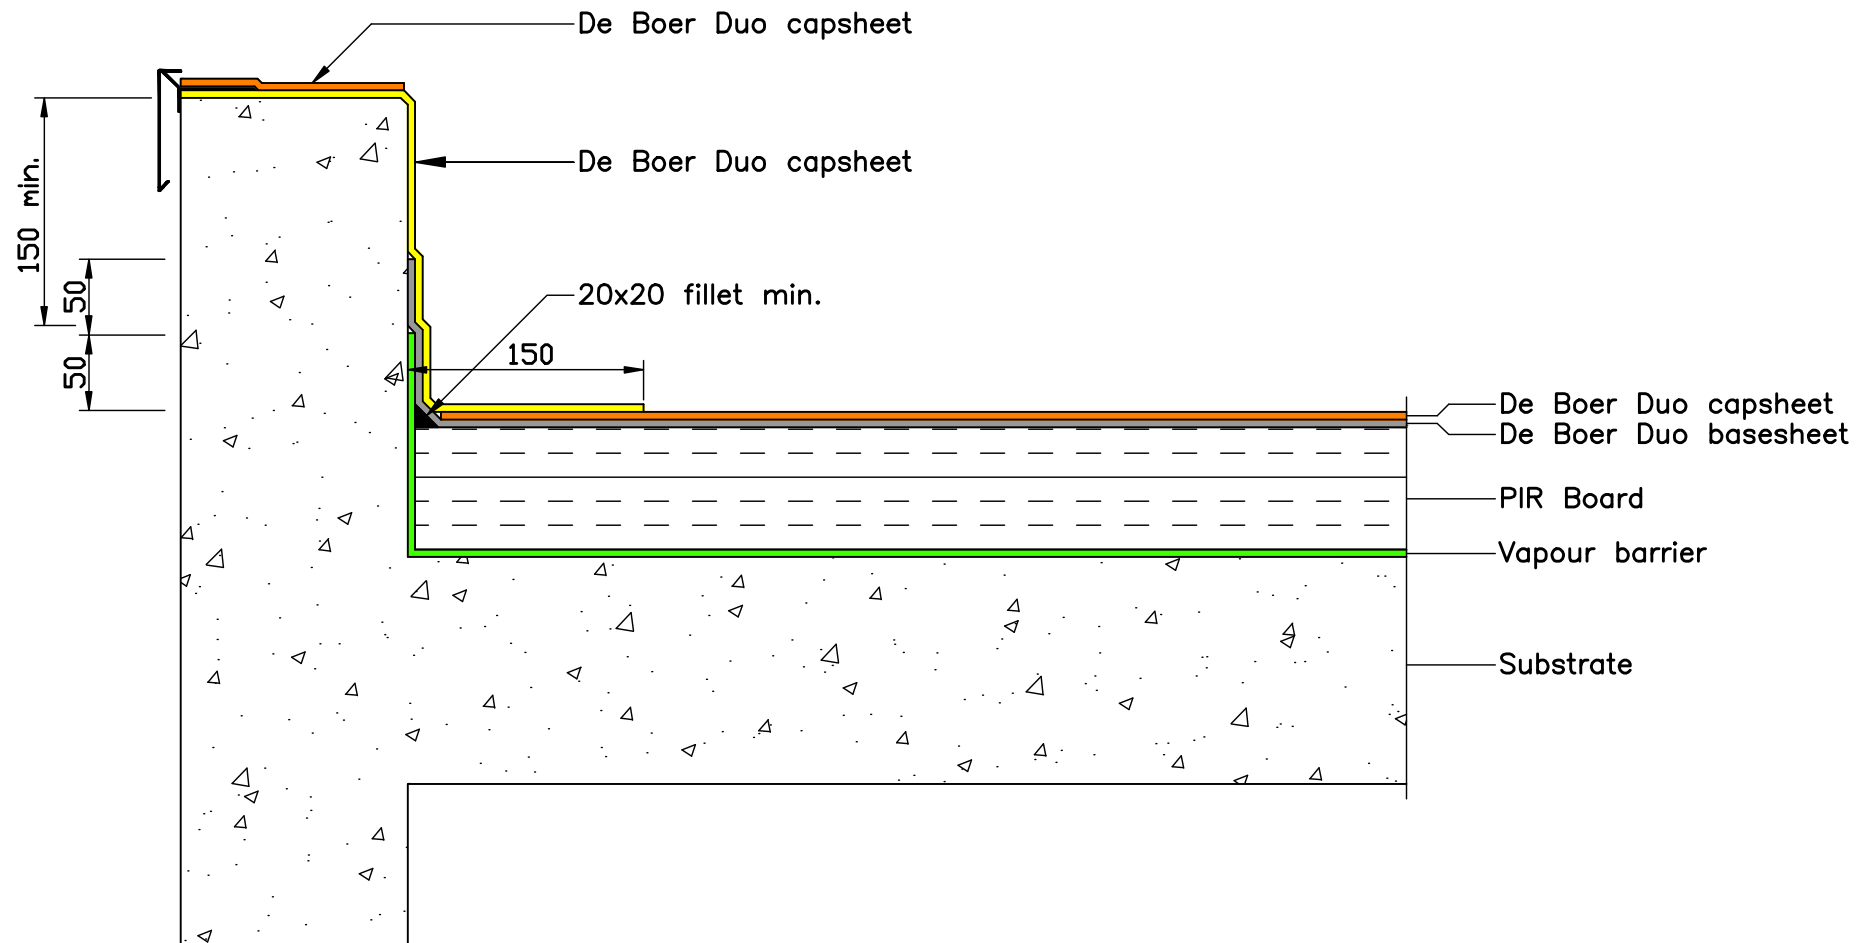 De Boer Duo capsheet
De Boer Duo capsheet
150 min.
50
20x20 fillet min.
50
150
De Boer Duo capsheet
De Boer Duo basesheet
PIR Board
Vapour barrier
Substrate